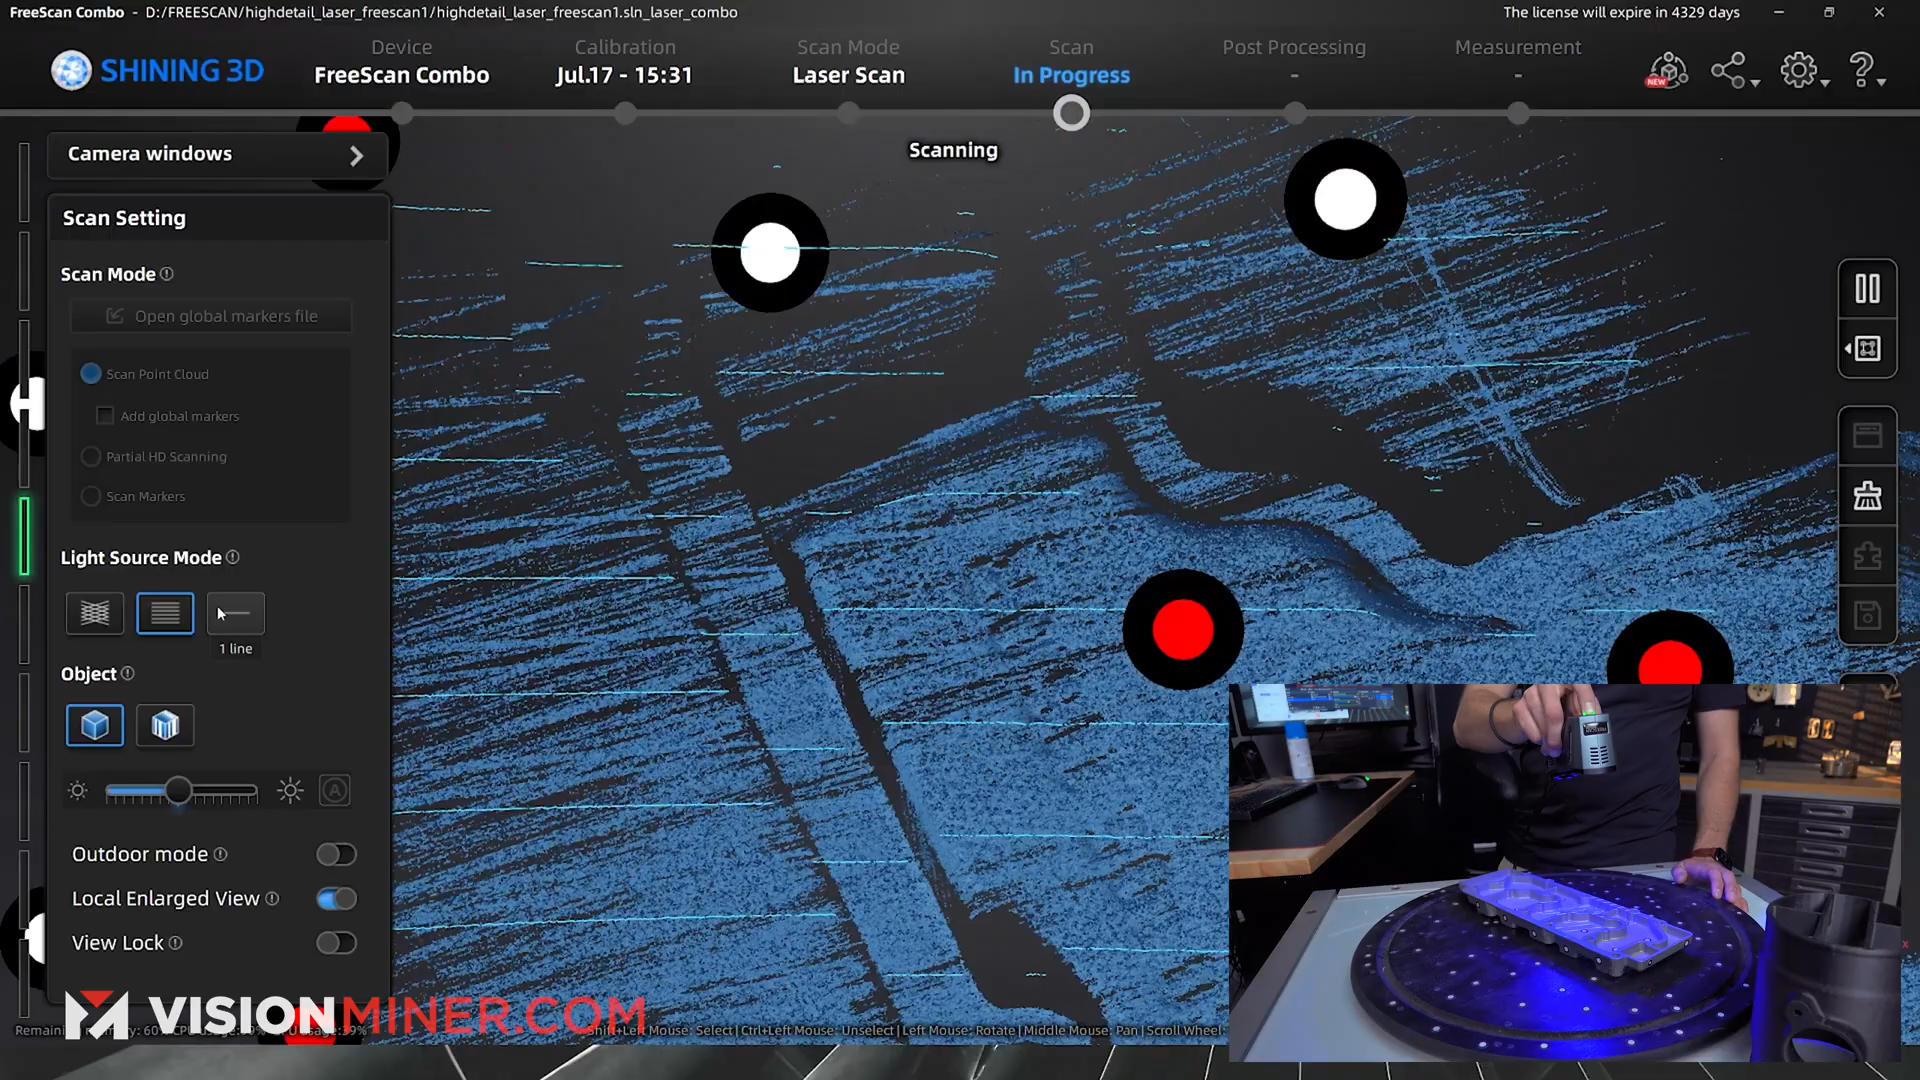 FreeScan Combo - D:/FREESCAN/highdetail_laser_freescan1/highdetail_laser_freescan1.sln_laser_combo
The license will expire in 4329 days
SHINING 3D
Device
FreeScan Combo
Calibration
Jul.17 - 15:31
Scan Mode
Laser Scan
Scan
In Progress
Post Processing
-
Measurement
-
NEW
Camera windows
Scanning
Scan Setting
Scan Mode
Open global markers file
Scan Point Cloud
Add global markers
Partial HD Scanning
Scan Markers
Light Source Mode
1 line
Object
A
Outdoor mode
Local Enlarged View
View Lock
VISIONMINER.COM
Shift+Left Mouse: Select | Ctrl+Left Mouse: Unselect | Left Mouse: Rotate | Middle Mouse: Pan | Scroll Wheel: